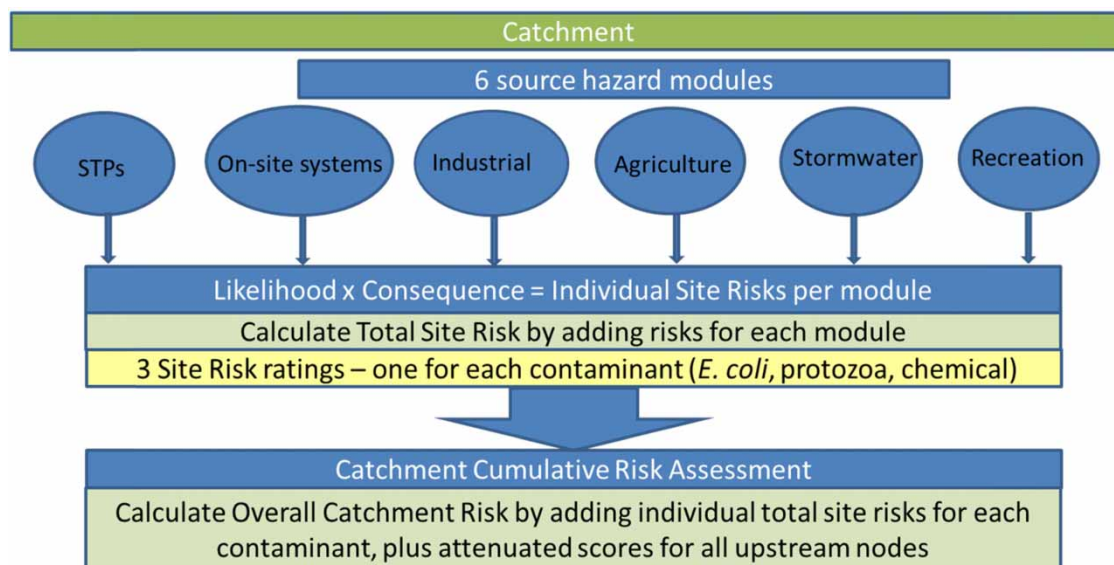 Catchment
6 source hazard modules
STPs
On-site systems
Industrial
Agriculture
Stormwater
Recreation
Likelihood x Consequence = Individual Site Risks per module
Calculate Total Site Risk by adding risks for each module
3 Site Risk ratings – one for each contaminant (E. coli, protozoa, chemical)
Catchment Cumulative Risk Assessment
Calculate Overall Catchment Risk by adding individual total site risks for each
contaminant, plus attenuated scores for all upstream nodes